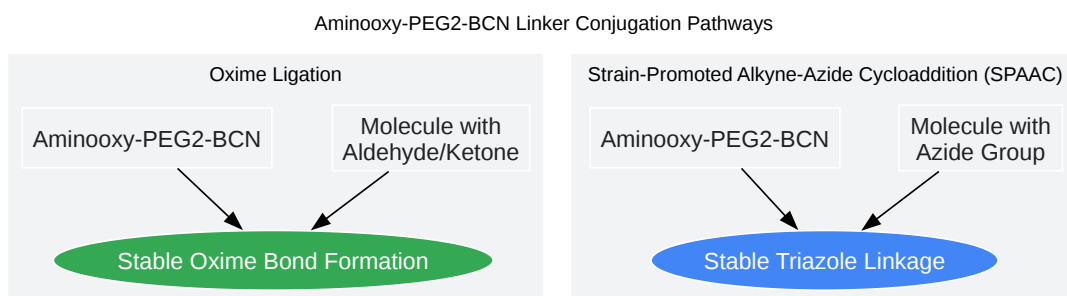 Aminooxy-PEG2-BCN Linker Conjugation Pathways
Oxime Ligation
Aminooxy-PEG2-BCN
Molecule with
Aldehyde/Ketone
Stable Oxime Bond Formation
Strain-Promoted Alkyne-Azide Cycloaddition (SPAAC)
Aminooxy-PEG2-BCN
Molecule with
Azide Group
Stable Triazole Linkage